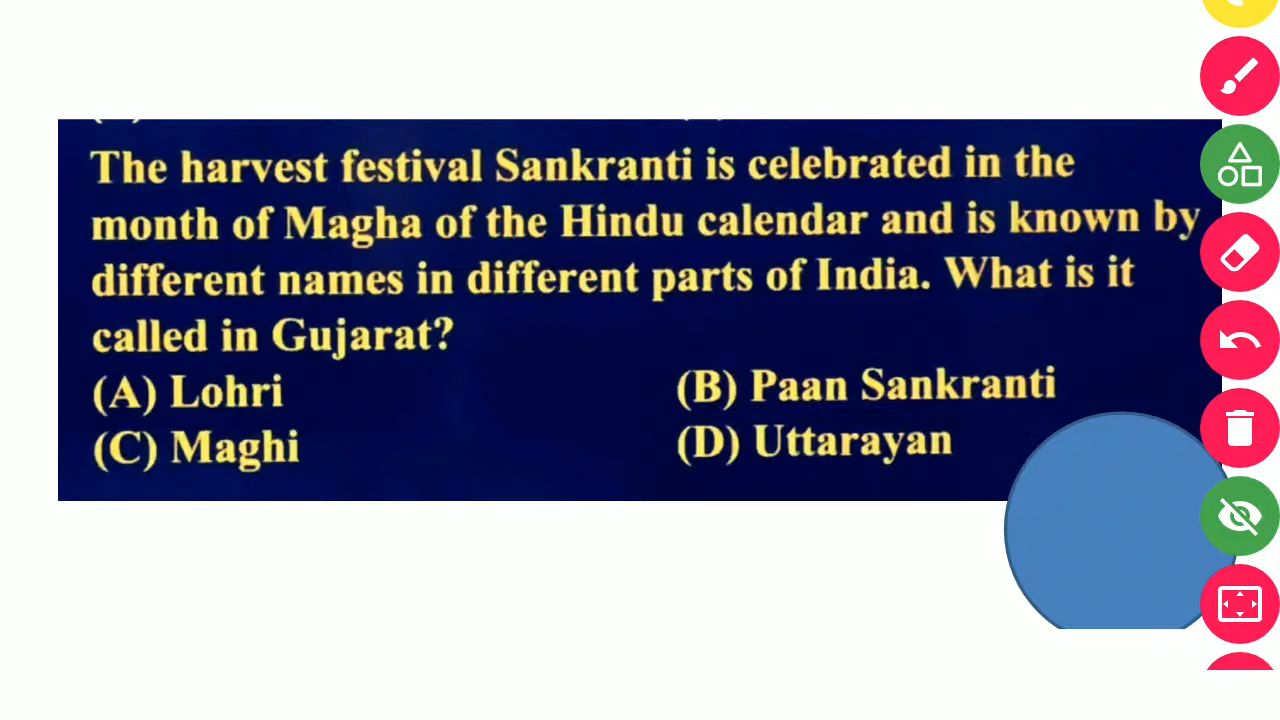 The harvest festival Sankranti is celebrated in the
month of Magha of the Hindu calendar and is known by
different names in different parts of India. What is it
called in Gujarat?
(A) Lohri (B) Paan Sankranti
(C) Maghi (D) Uttarayan